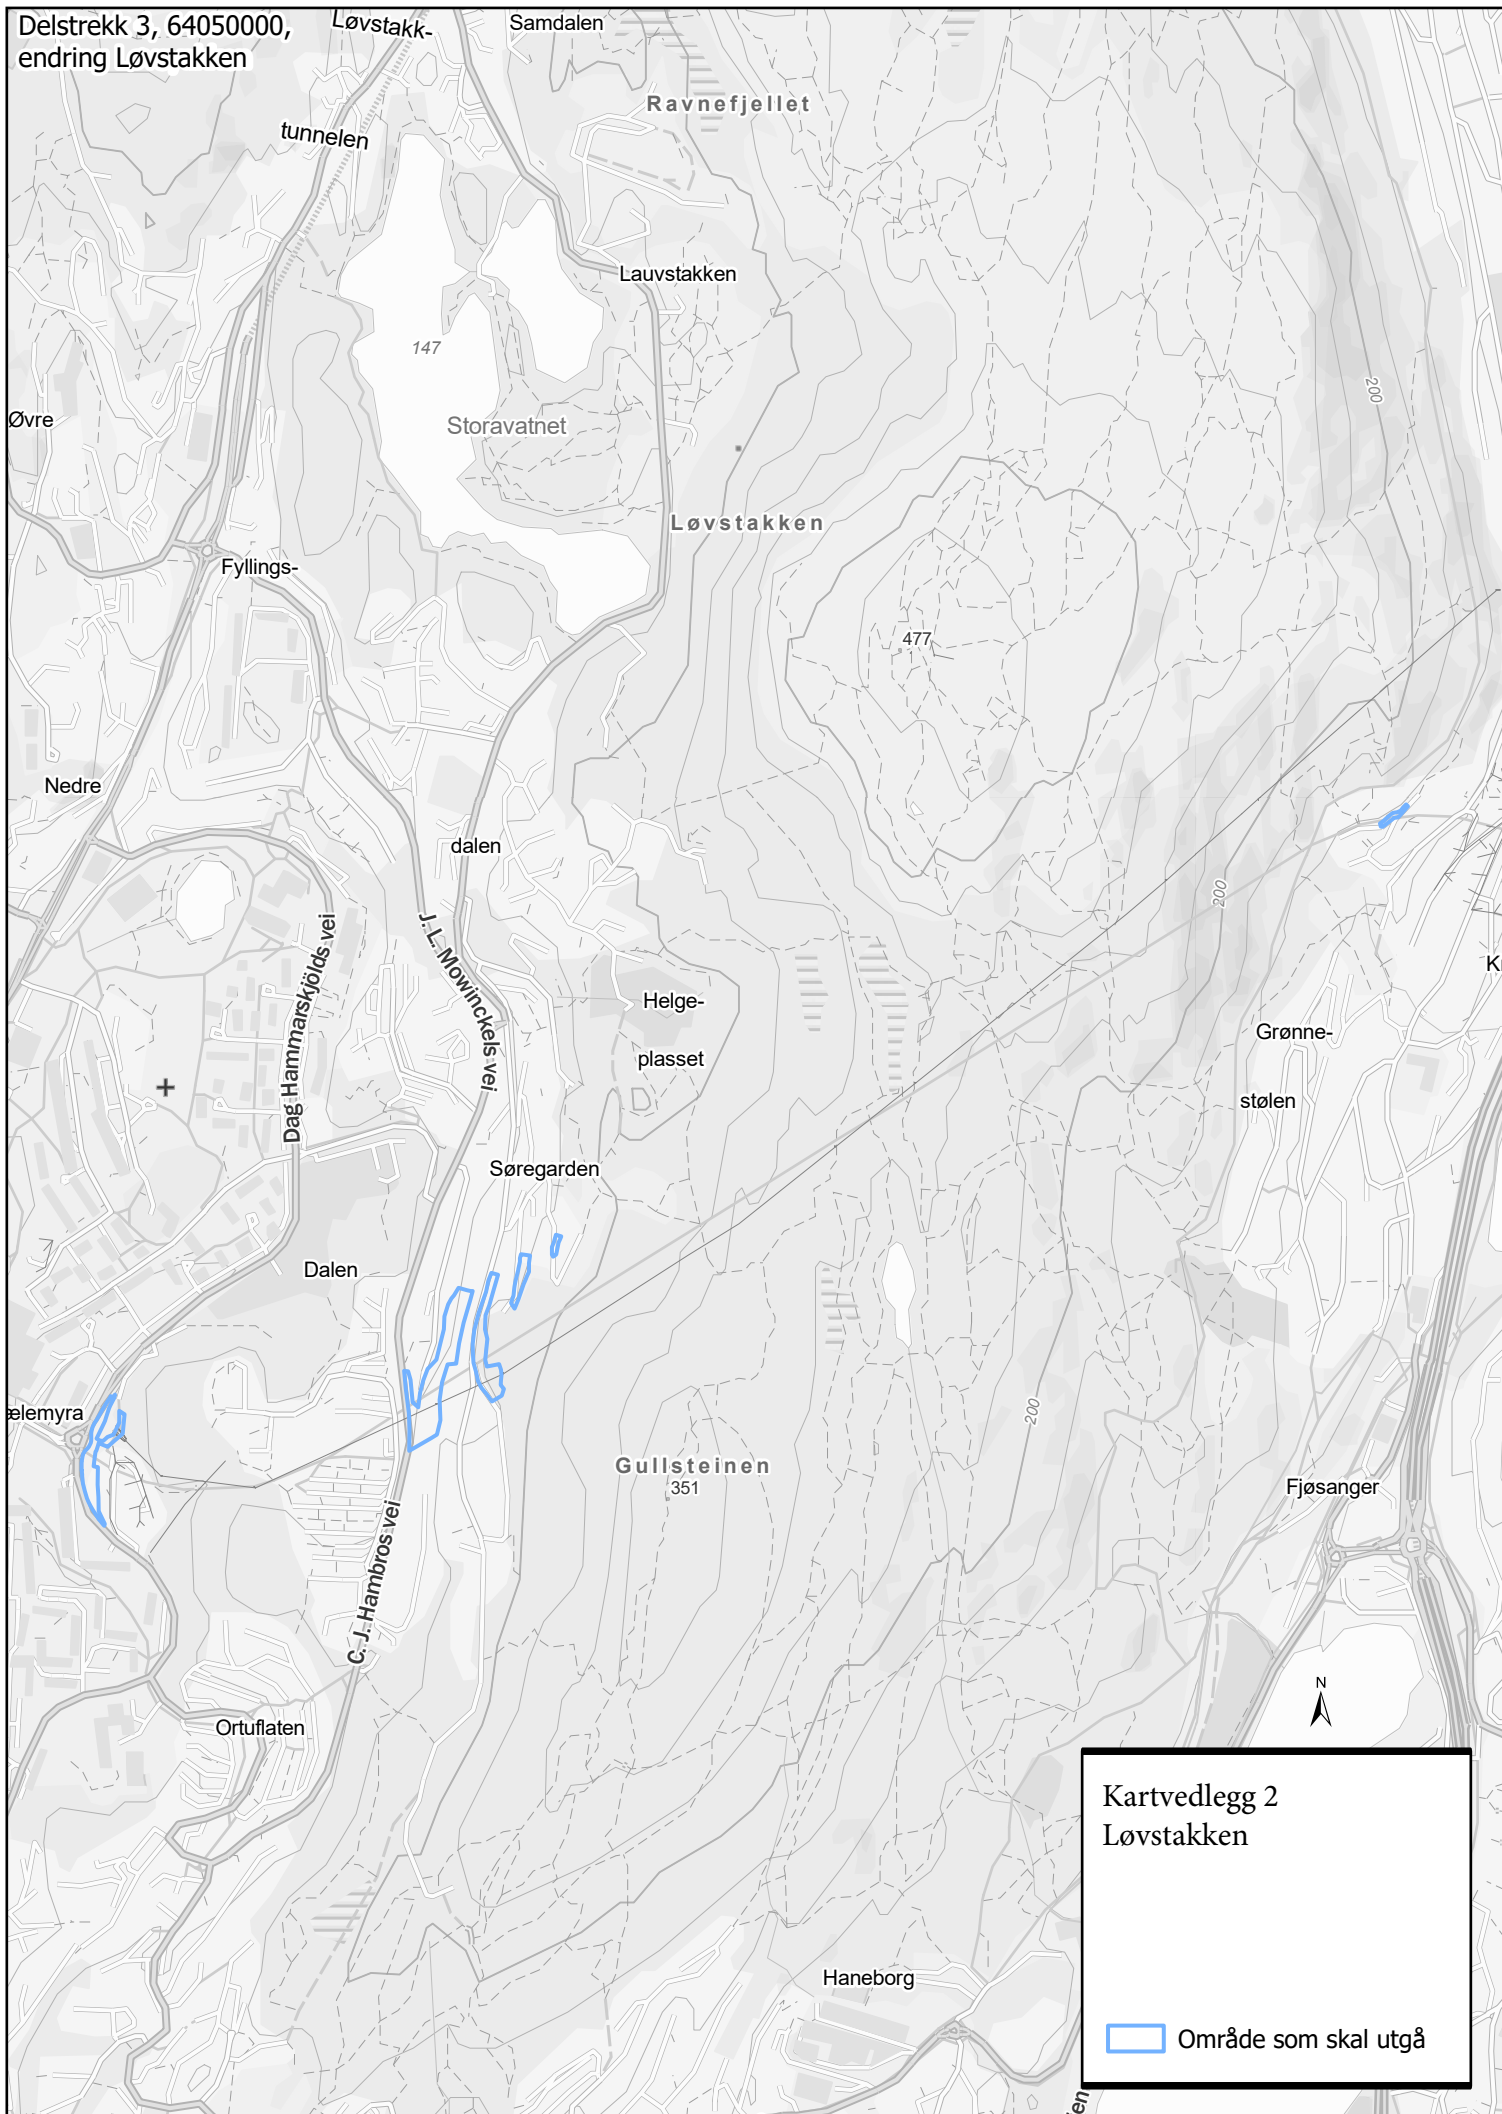 Delstrekk 3, 64050000,
endring Løvstakken
Løvstakk-
Samdalen
Ravnefjellet
tunnelen
Lauvstakken
147
200
Øvre
Storavatnet
Løvstakken
Fyllings-
477
Nedre
dalen
200
J. L. Mowinckels vei
Dag Hammarskjölds vei
Helge-
Grønne-
plasset
stølen
Søregarden
Dalen
ælemyra
200
Gullsteinen
351
Fjøsanger
C. J. Hambros vei
N
Ortuflaten
Kartvedlegg 2
Løvstakken
Haneborg
Område som skal utgå
en